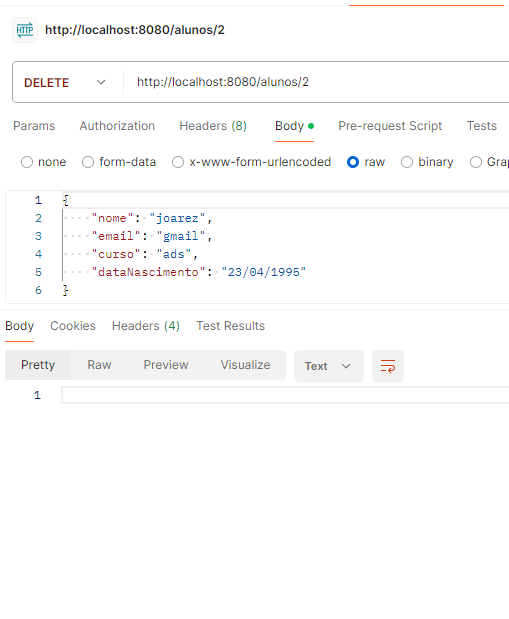 HTTP http://localhost:8080/alunos/2
DELETE http://localhost:8080/alunos/2
Params Authorization Headers (8) Body Pre-request Script Tests
none form-data x-www-form-urlencoded raw binary Grap
1 {
2 "nome": "joarez",
3 "email": "gmail",
4 "curso": "ads",
5 "dataNascimento": "23/04/1995"
6 }
Body Cookies Headers (4) Test Results
Pretty Raw Preview Visualize Text
1